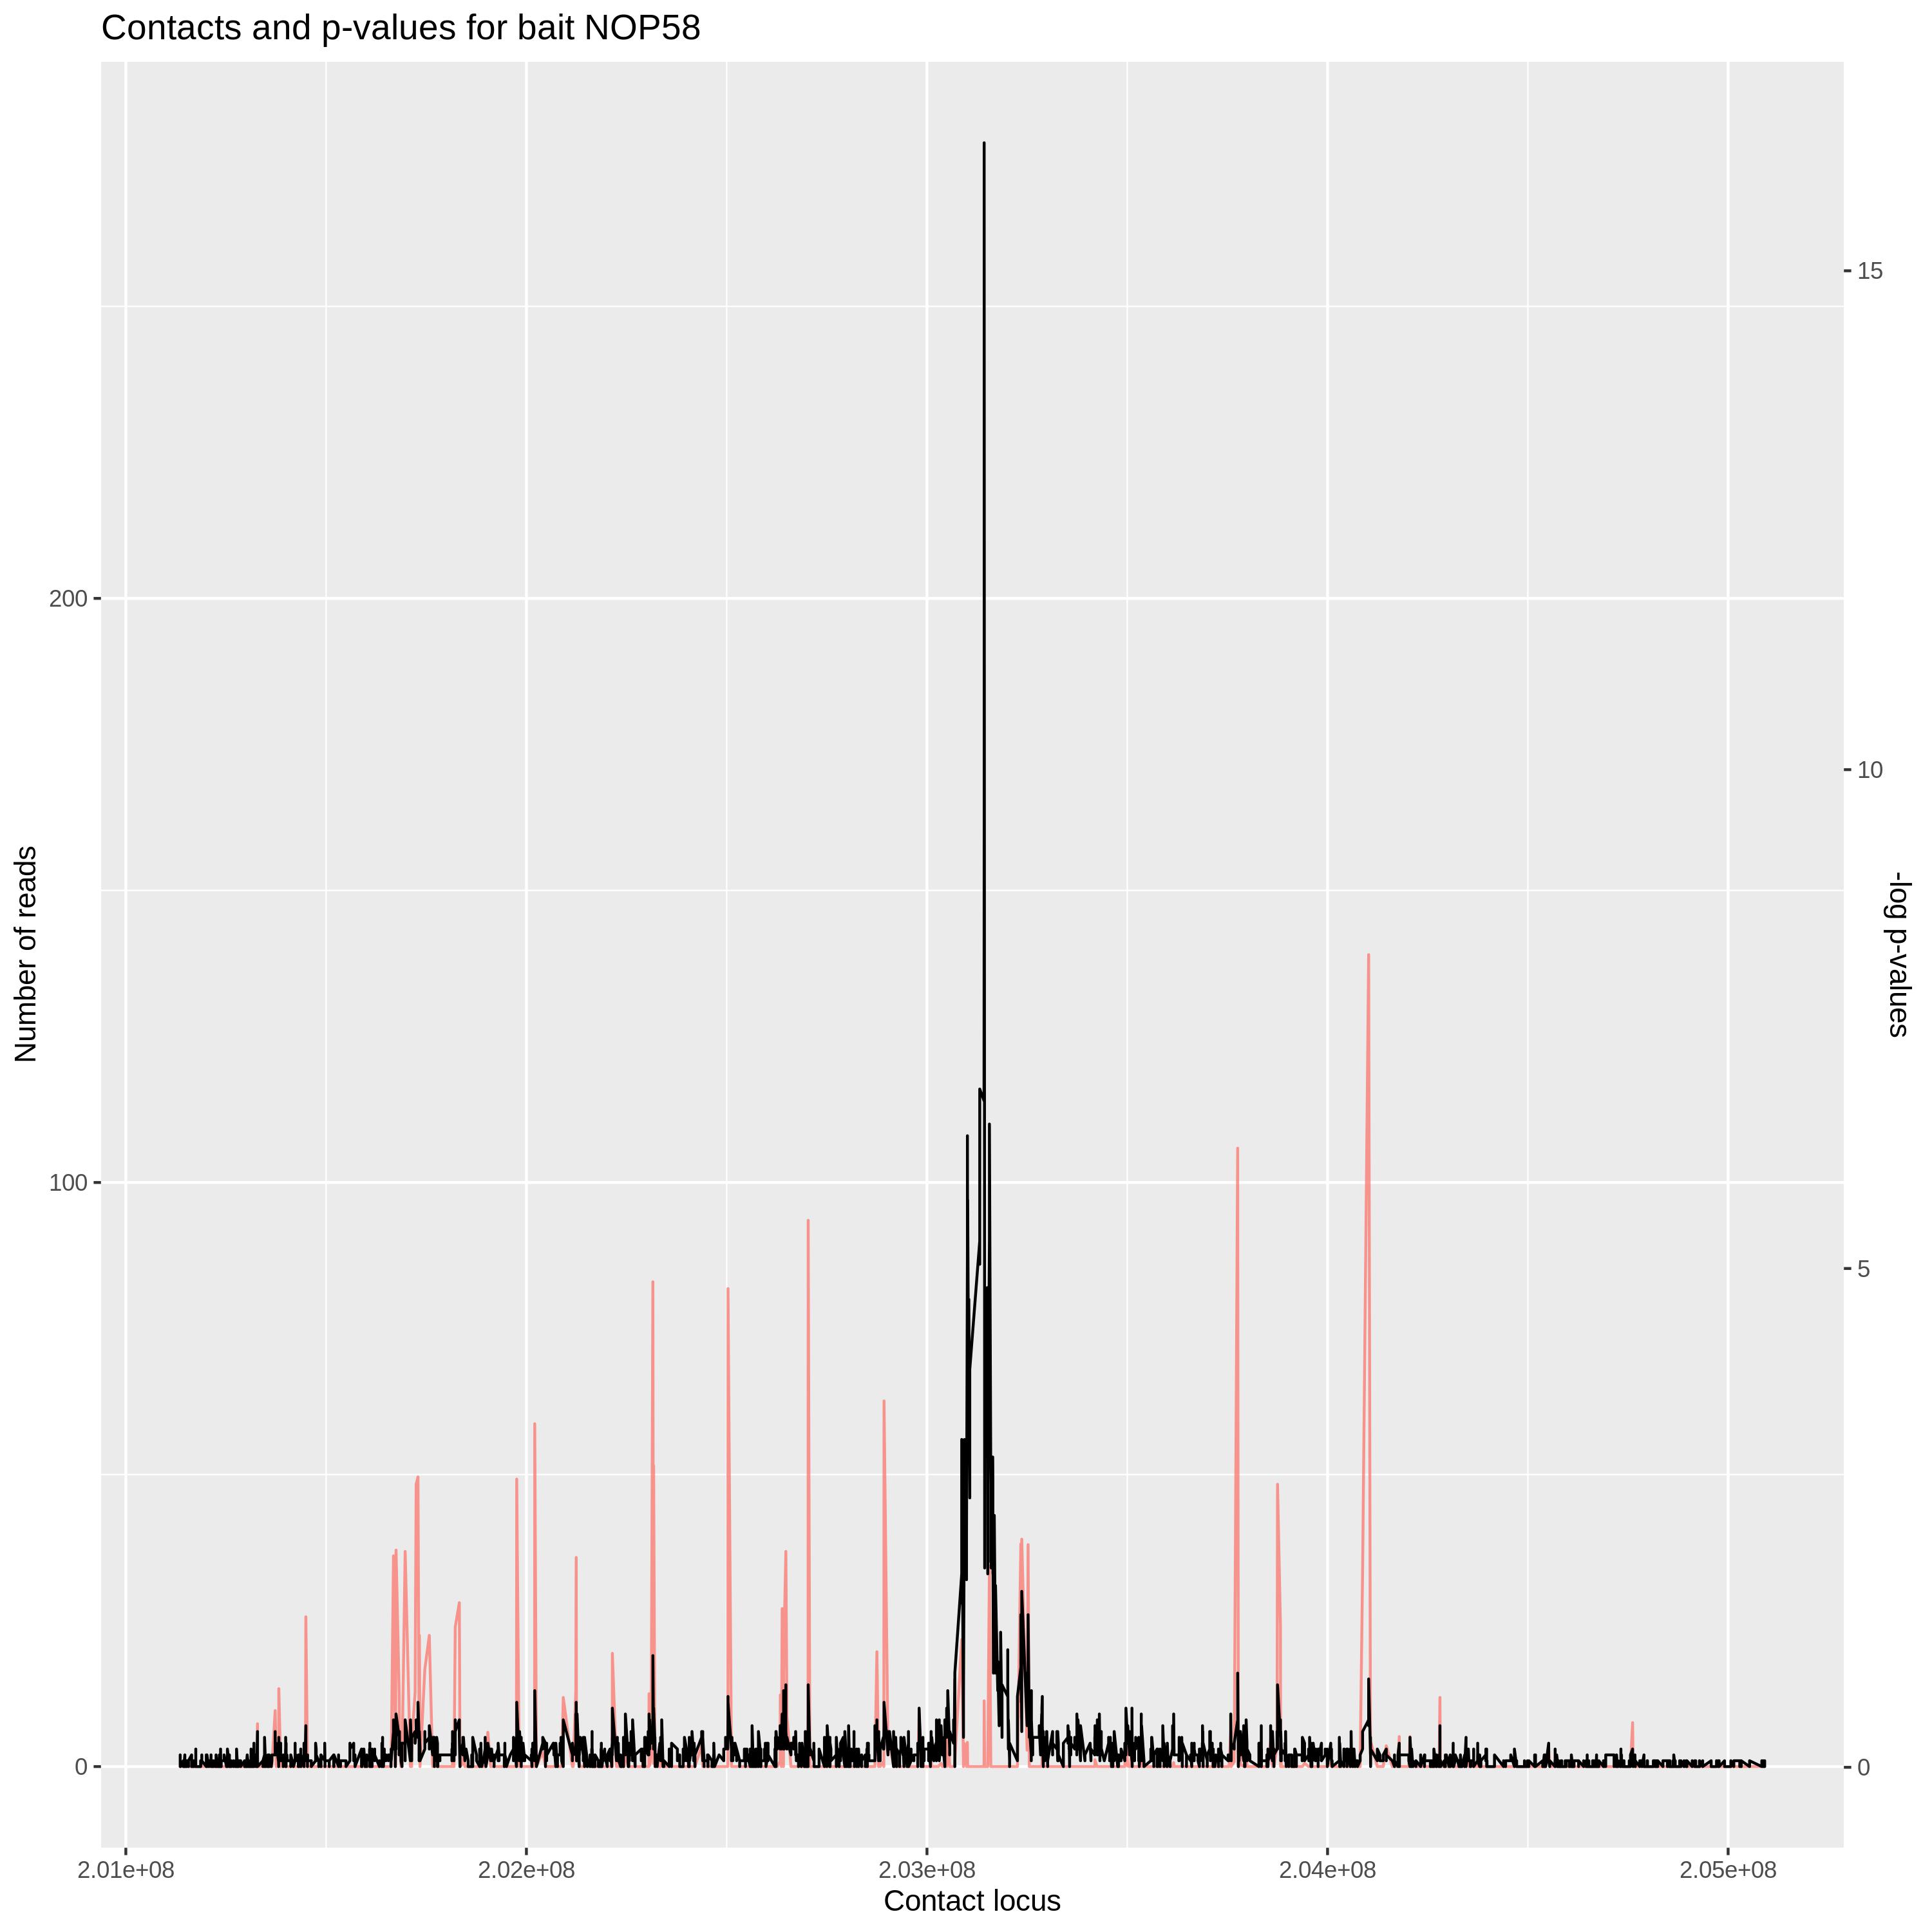 Contacts and p-values for bait NOP58
Number of reads
200
100
0
15
10
5
0
-log p-values
2.01e+08
2.02e+08
2.03e+08
2.04e+08
2.05e+08
Contact locus